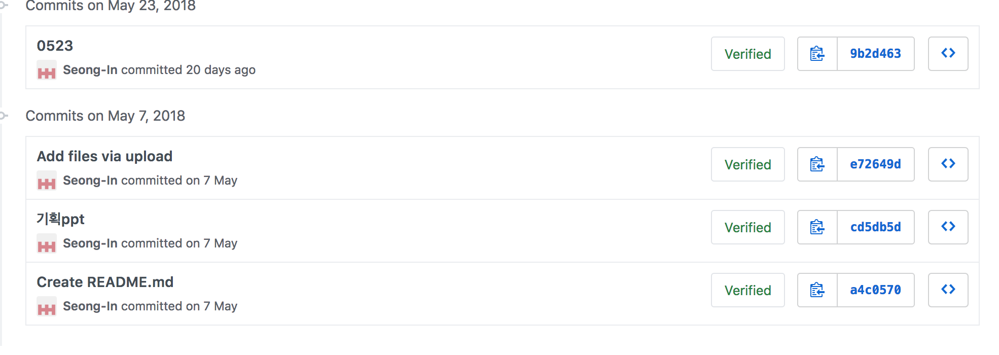 Commits on May 23, 2018
0523
Verified
9b2d463
Seong-In committed 20 days ago
Commits on May 7, 2018
Add files via upload
Verified
e72649d
Seong-In committed on 7 May
기획ppt
Verified
cd5db5d
Seong-In committed on 7 May
Create README.md
Verified
a4c0570
Seong-In committed on 7 May